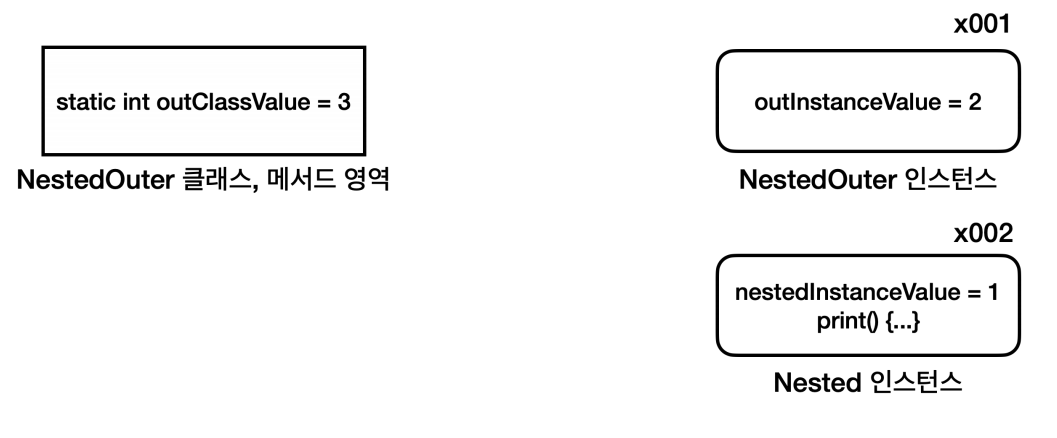 static int outClassValue = 3
NestedOuter 클래스, 메서드 영역
x001
outInstanceValue = 2
NestedOuter 인스턴스
x002
nestedInstanceValue = 1
print() {...}
Nested 인스턴스